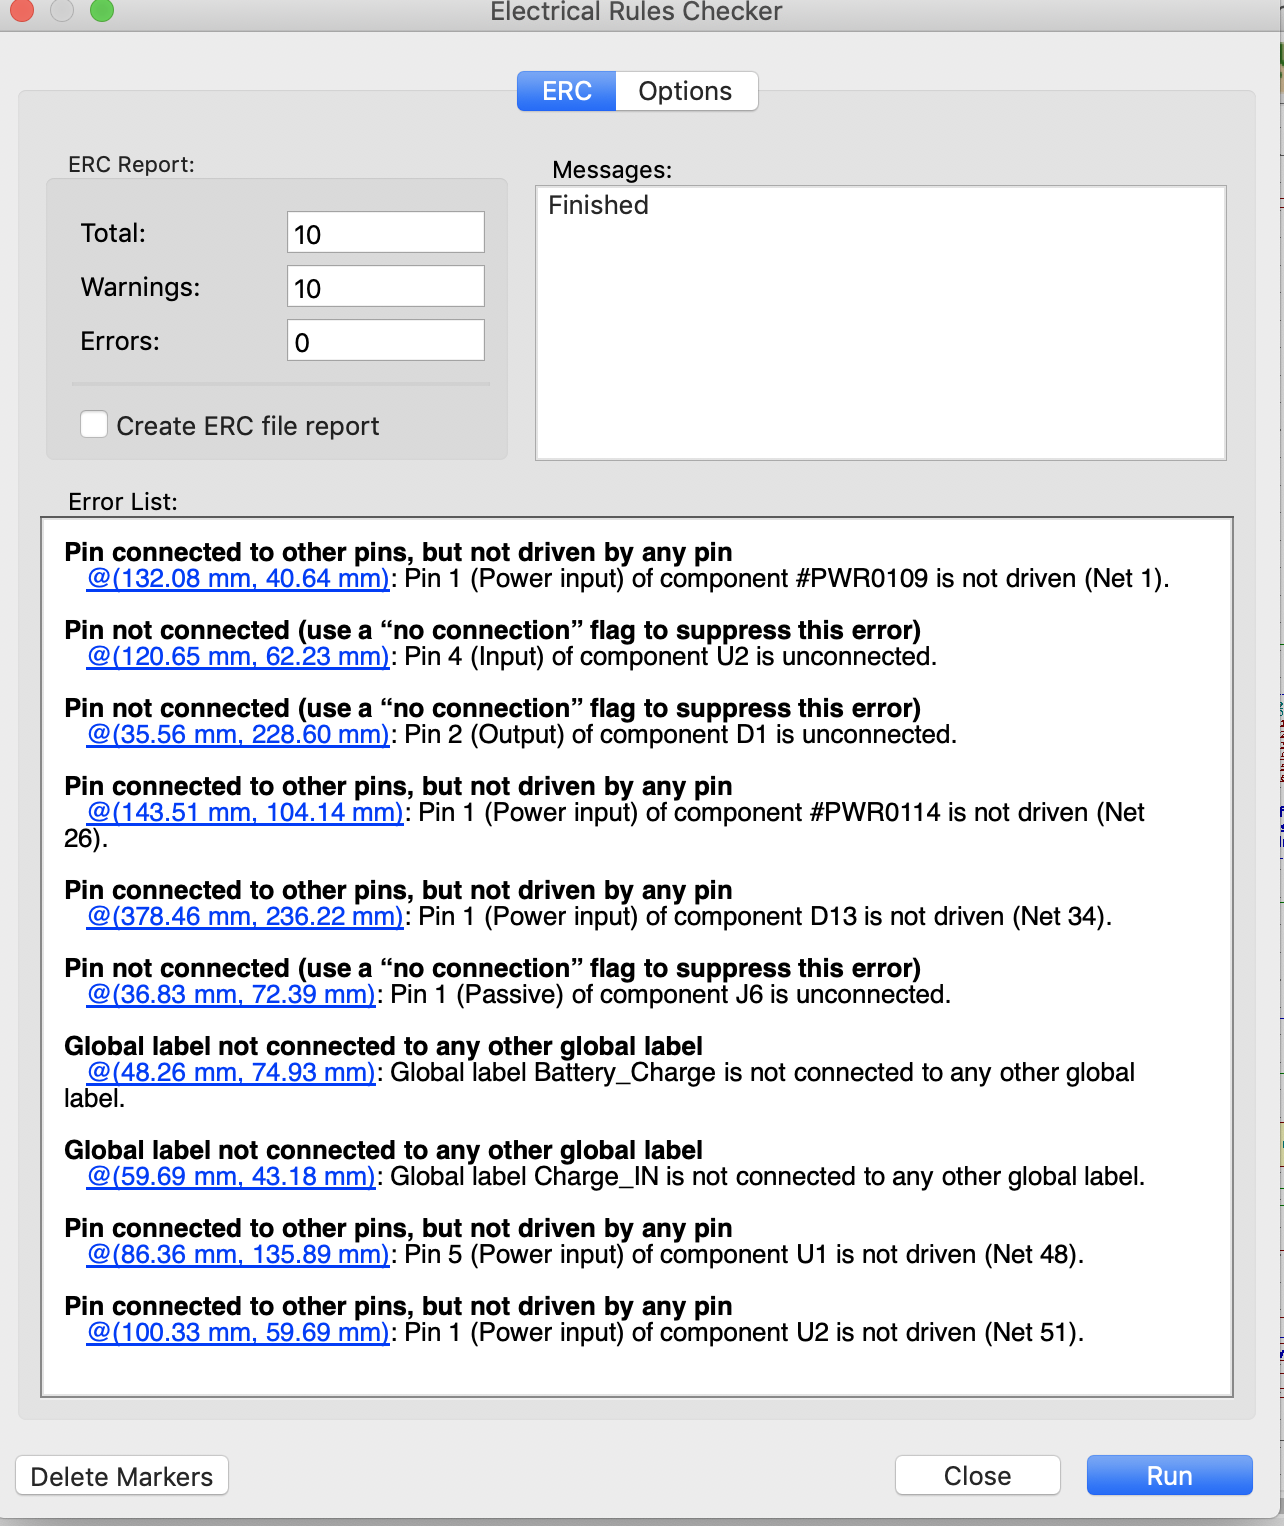 Electrical Rules Checker
ERC
Options
ERC Report:
Total:
10
Warnings:
10
Errors:
0
Create ERC file report
Messages:
Finished
Error List:
Pin connected to other pins, but not driven by any pin
@(132.08 mm, 40.64 mm): Pin 1 (Power input) of component #PWR0109 is not driven (Net 1).
Pin not connected (use a “no connection” flag to suppress this error)
@(120.65 mm, 62.23 mm): Pin 4 (Input) of component U2 is unconnected.
Pin not connected (use a “no connection” flag to suppress this error)
@(35.56 mm, 228.60 mm): Pin 2 (Output) of component D1 is unconnected.
Pin connected to other pins, but not driven by any pin
@(143.51 mm, 104.14 mm): Pin 1 (Power input) of component #PWR0114 is not driven (Net
26).
Pin connected to other pins, but not driven by any pin
@(378.46 mm, 236.22 mm): Pin 1 (Power input) of component D13 is not driven (Net 34).
Pin not connected (use a “no connection” flag to suppress this error)
@(36.83 mm, 72.39 mm): Pin 1 (Passive) of component J6 is unconnected.
Global label not connected to any other global label
@(48.26 mm, 74.93 mm): Global label Battery_Charge is not connected to any other global
label.
Global label not connected to any other global label
@(59.69 mm, 43.18 mm): Global label Charge_IN is not connected to any other global label.
Pin connected to other pins, but not driven by any pin
@(86.36 mm, 135.89 mm): Pin 5 (Power input) of component U1 is not driven (Net 48).
Pin connected to other pins, but not driven by any pin
@(100.33 mm, 59.69 mm): Pin 1 (Power input) of component U2 is not driven (Net 51).
Delete Markers
Close
Run